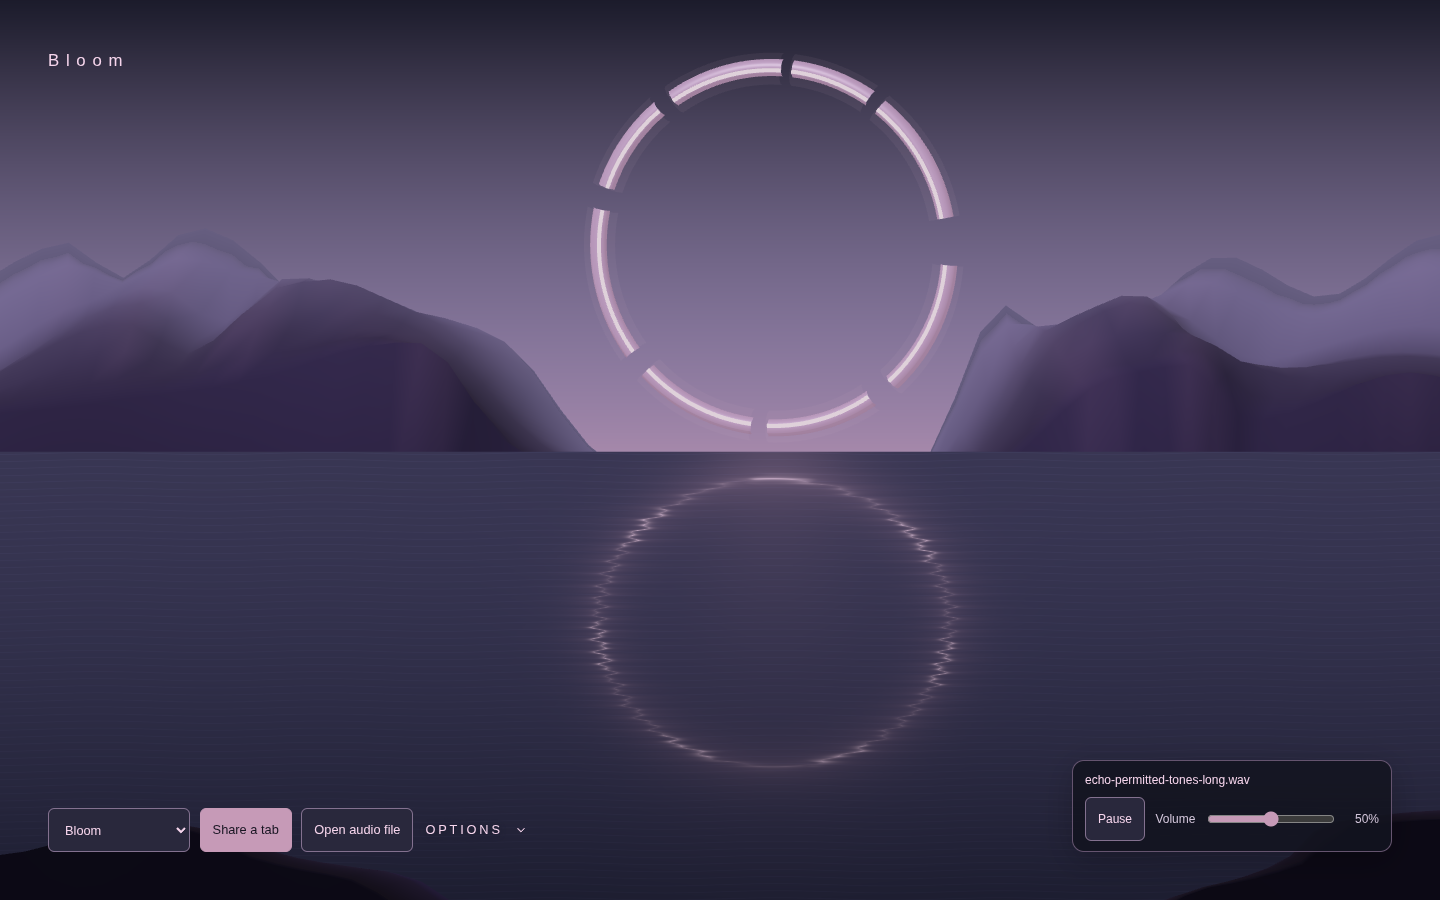 Bloom
echo-permitted-tones-long.wav
Pause Volume 50%
Bloom Share a tab Open audio file OPTIONS